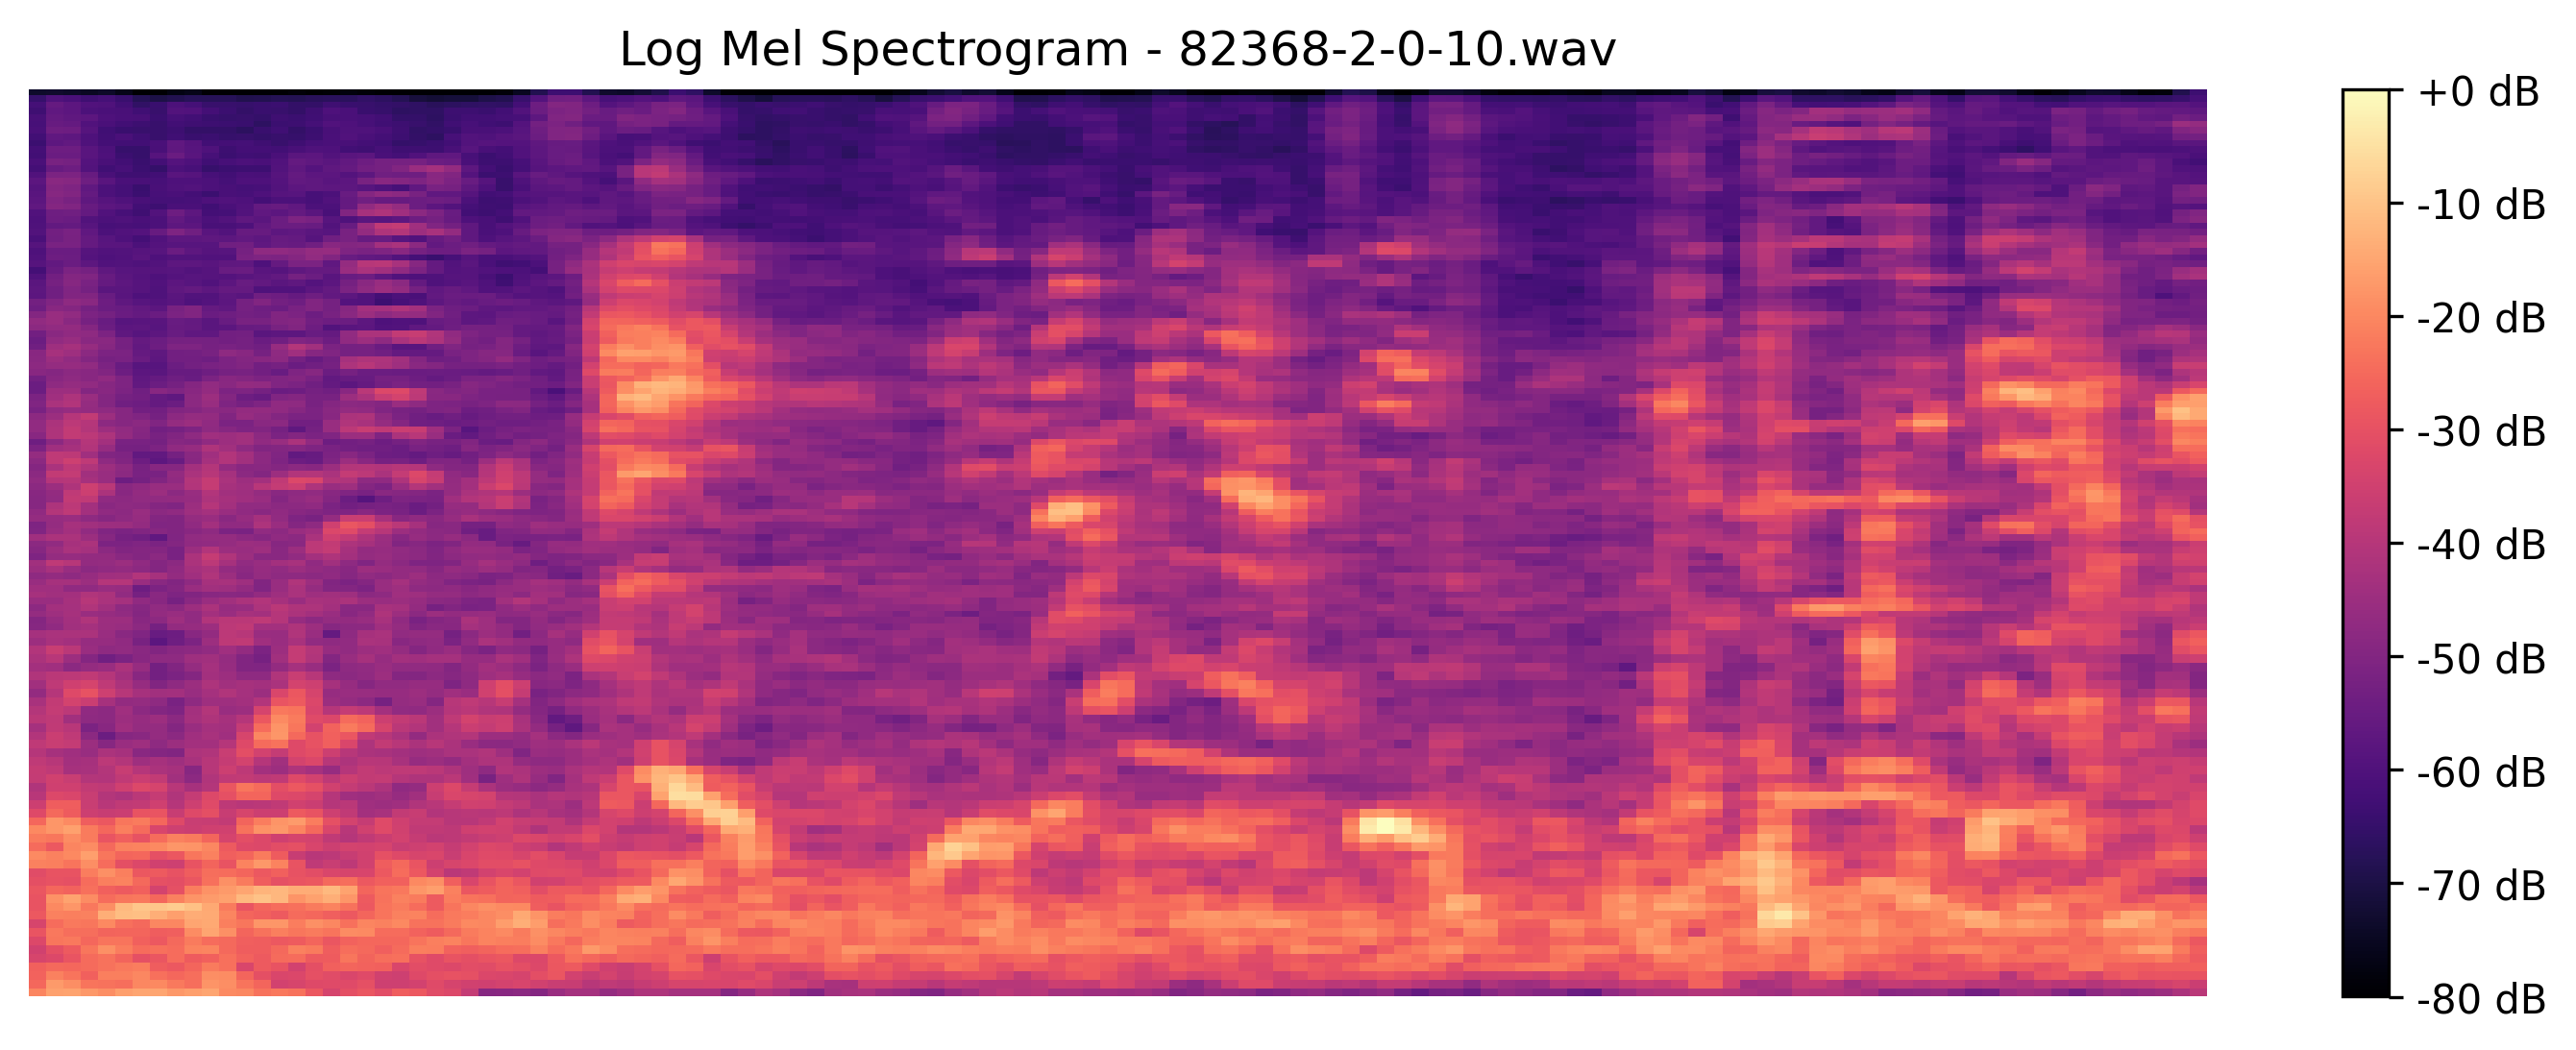 Log Mel Spectrogram - 82368-2-0-10.wav
+0 dB
-10 dB
-20 dB
-30 dB
-40 dB
-50 dB
-60 dB
-70 dB
-80 dB